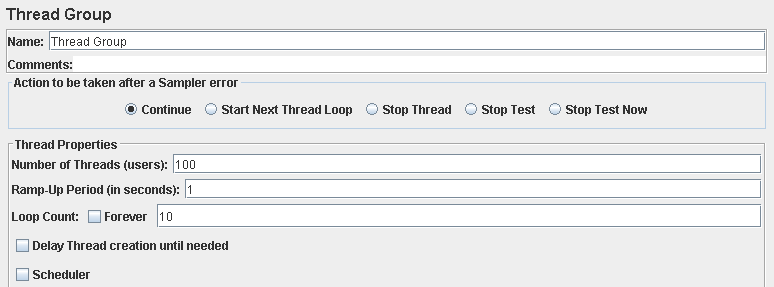 Thread Group
Name: Thread Group
Comments:
Action to be taken after a Sampler error
Continue Start Next Thread Loop Stop Thread Stop Test Stop Test Now
Thread Properties
Number of Threads (users): 100
Ramp-Up Period (in seconds): 1
Loop Count: Forever 10
Delay Thread creation until needed
Scheduler